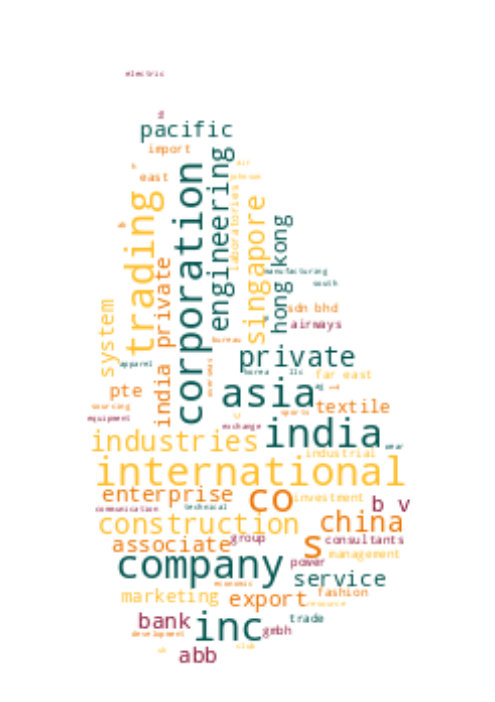 electric
pacific
import
east
trading
corporation
engineering
laboratories
singapore
hong kong
manufacturing
south
sdn bhd
airways
system
india private
private
apparel
overseas
bureau
korea
llc
far east
asia
pte
sourcing
equipment
textile
sports
exchange
india
wear
industries
industrial
international
enterprise
co
investment
b v
communication
technical
construction
china
associate
group
s
consultants
management
company
power
service
economic
marketing
export
fashion
resource
bank
inc
trade
gmbh
development
club
abb